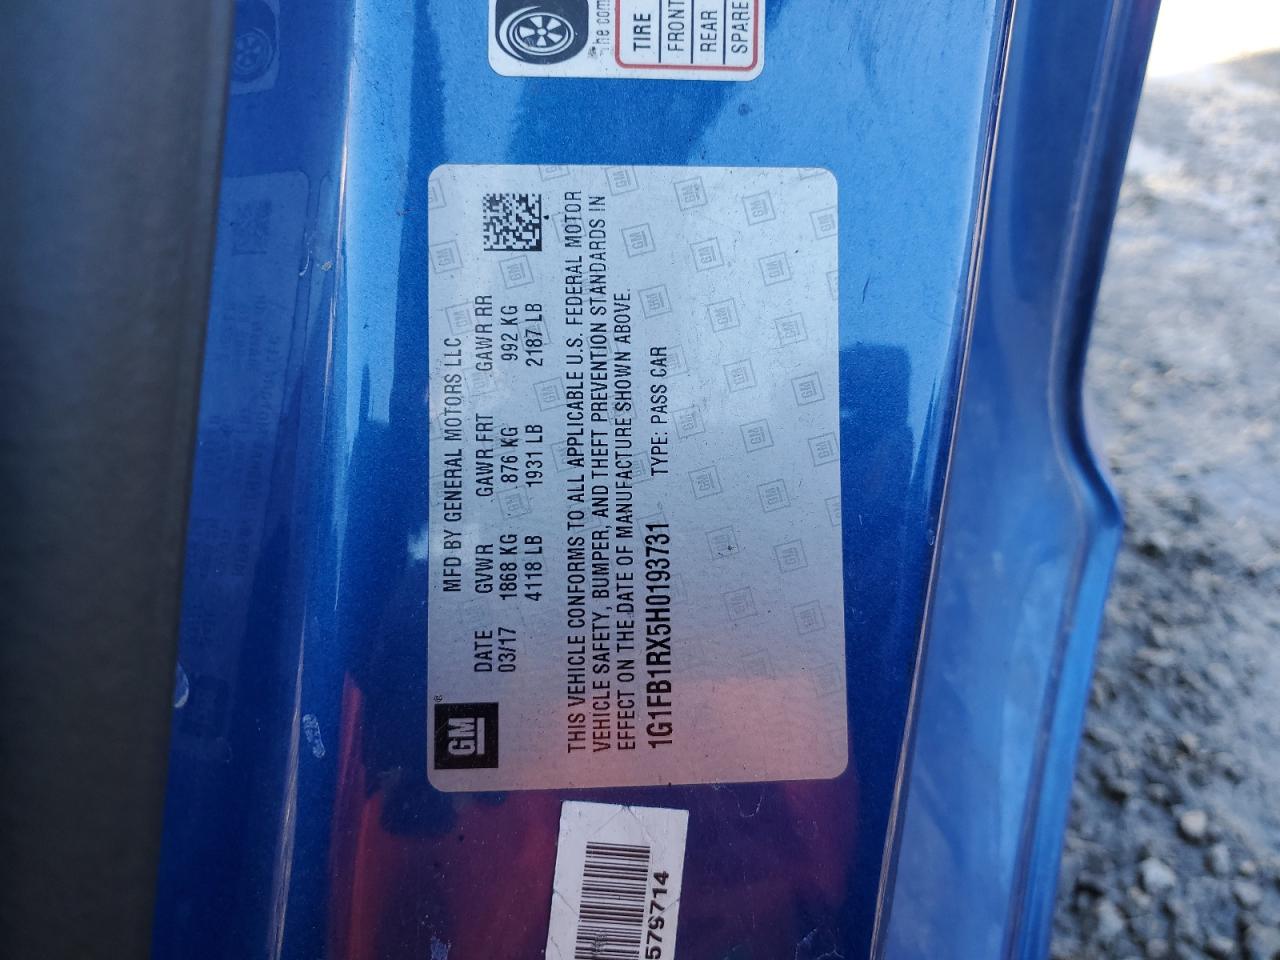 he com
TIRE
FRONT
REAR
SPARE
MFD BY GENERAL MOTORS LLC
DATE GVWR GAWR FRT GAWR RR
03/17 1868 KG 876 KG 992 KG
4118 LB 1931 LB 2187 LB
GM
THIS VEHICLE CONFORMS TO ALL APPLICABLE U.S. FEDERAL MOTOR
VEHICLE SAFETY, BUMPER, AND THEFT PREVENTION STANDARDS IN
EFFECT ON THE DATE OF MANUFACTURE SHOWN ABOVE.
1G1FB1RX5H0193731 TYPE: PASS CAR
579714